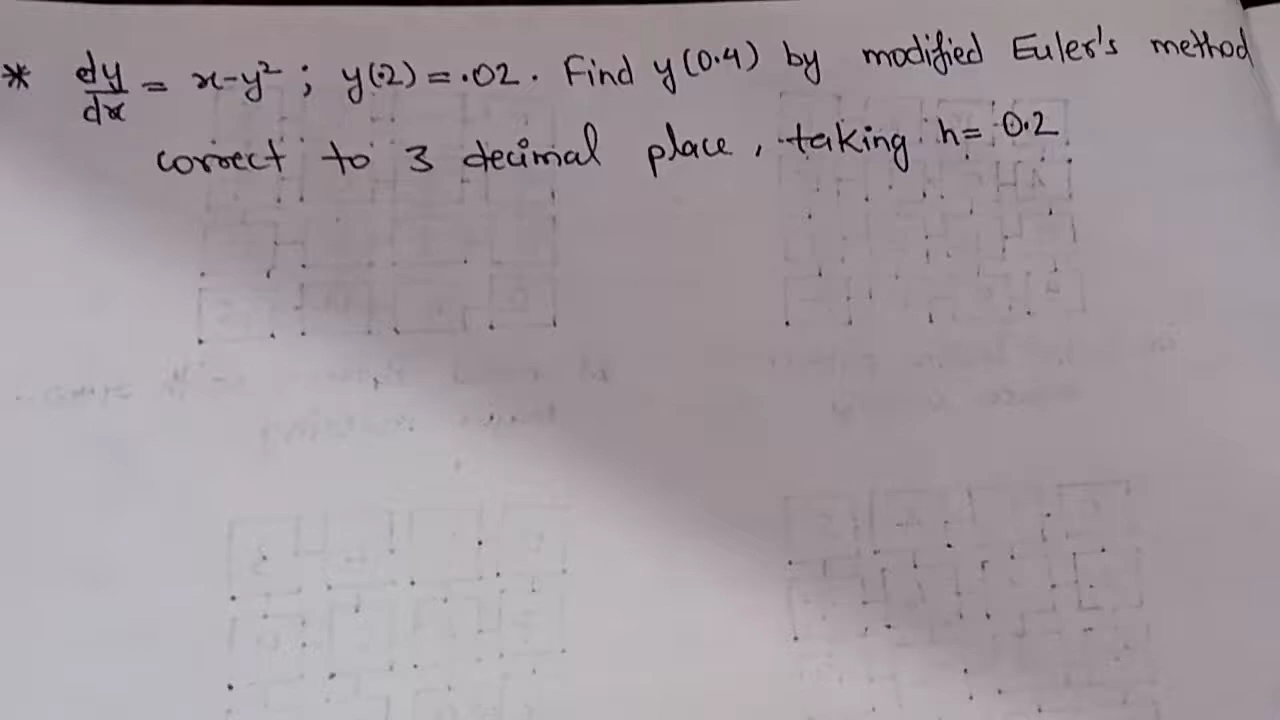 * dy/dx = x-y² ; y(.2) = .02 . Find y(0.4) by modified Euler's method
correct to 3 decimal place , taking h= 0.2